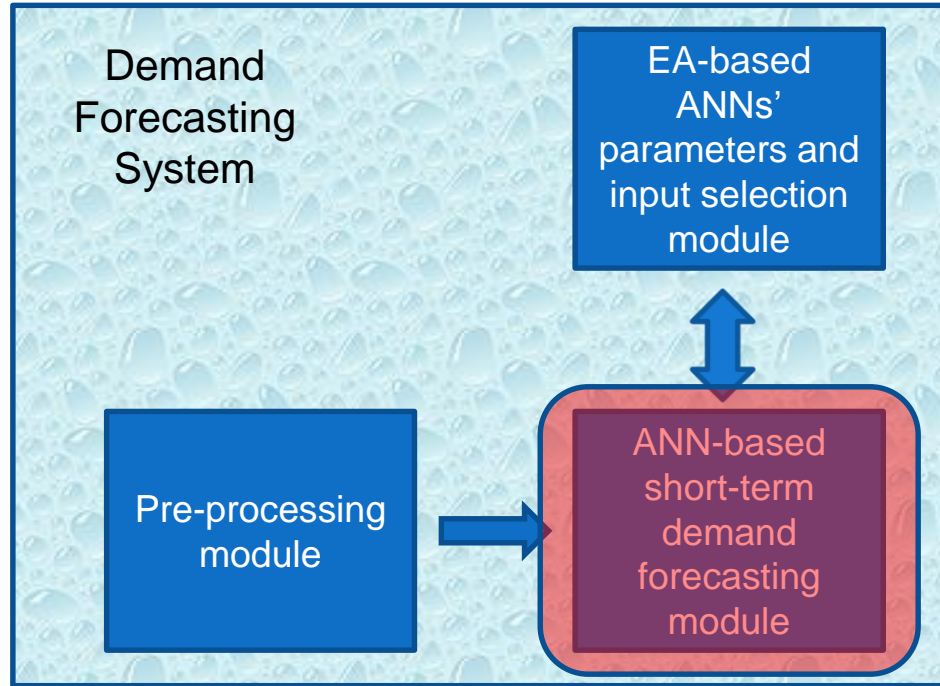 Demand
Forecasting
System
EA-based
ANNs’
parameters and
input selection
module
Pre-processing
module
ANN-based
short-term
demand
forecasting
module